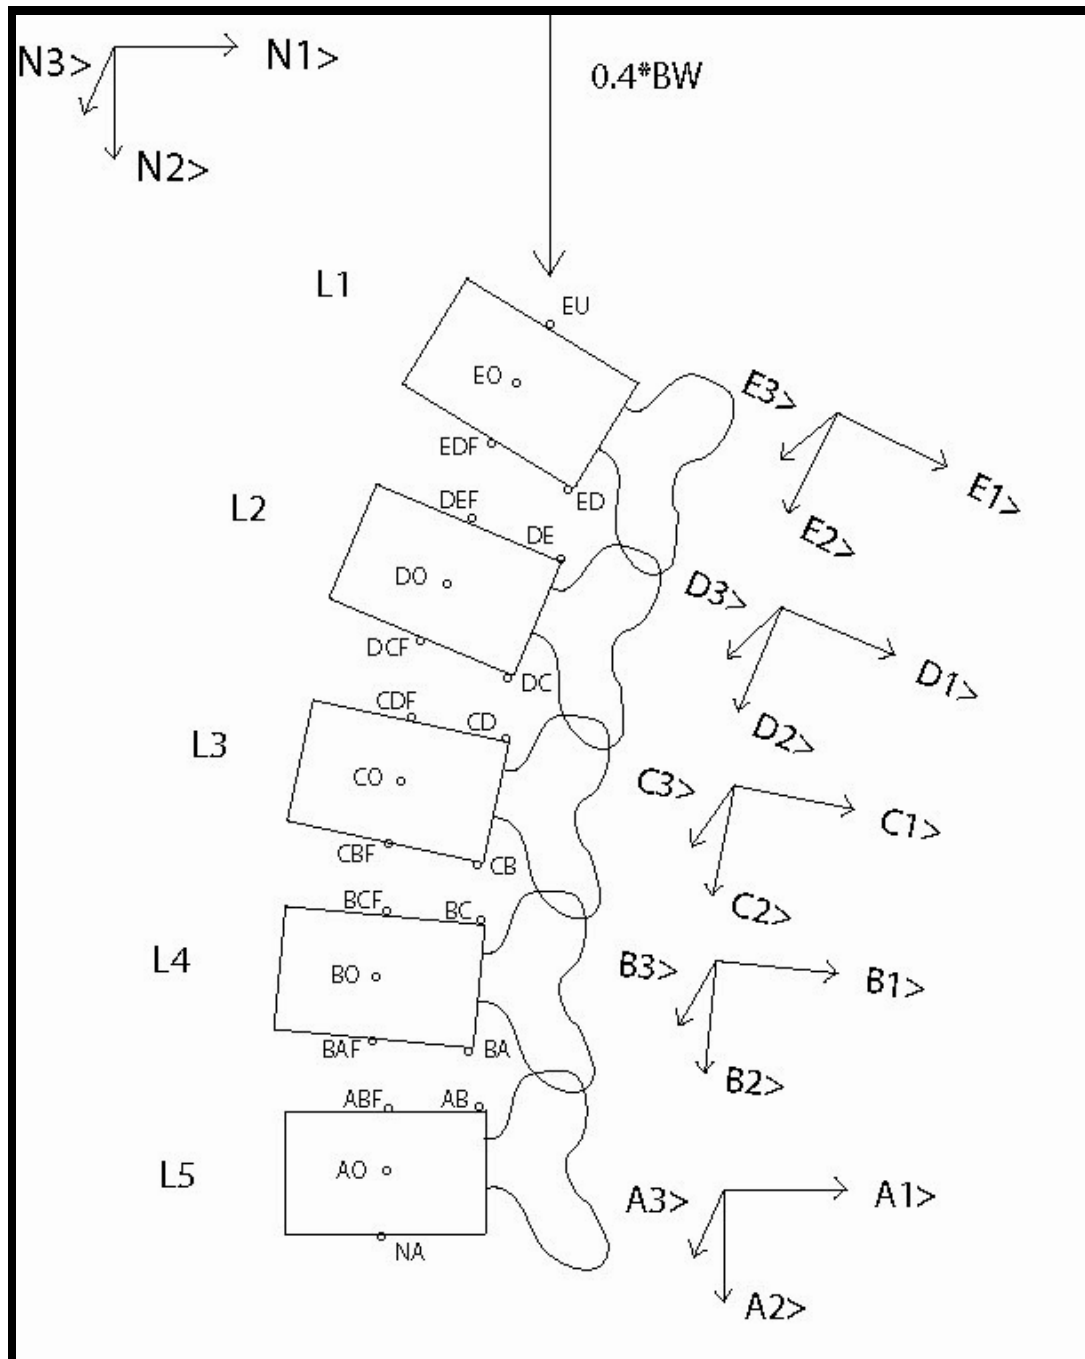 N3>
N1>
N2>
0.4*BW
L1
EU
EO
EDF
ED
E3>
E1>
E2>
L2
DEF
DE
DO
DCF
DC
D3>
D1>
D2>
L3
CDF
CD
CO
CBF
CB
C3>
C1>
C2>
L4
BCF
BC
BO
BAF
BA
B3>
B1>
B2>
L5
ABF
AB
AO
NA
A3>
A1>
A2>